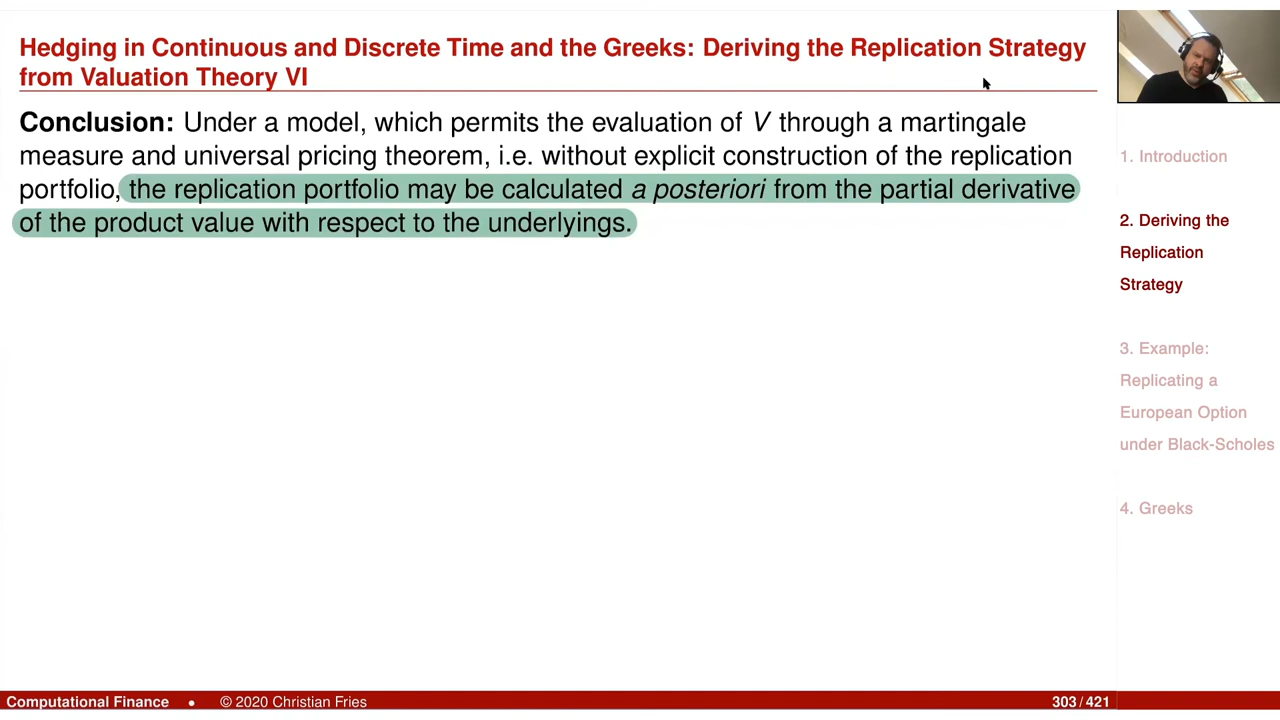 Hedging in Continuous and Discrete Time and the Greeks: Deriving the Replication Strategy
from Valuation Theory VI
Conclusion: Under a model, which permits the evaluation of V through a martingale
measure and universal pricing theorem, i.e. without explicit construction of the replication
portfolio, the replication portfolio may be calculated a posteriori from the partial derivative
of the product value with respect to the underlyings.
1. Introduction
2. Deriving the
Replication
Strategy
3. Example:
Replicating a
European Option
under Black-Scholes
4. Greeks
Computational Finance • © 2020 Christian Fries 303 / 421